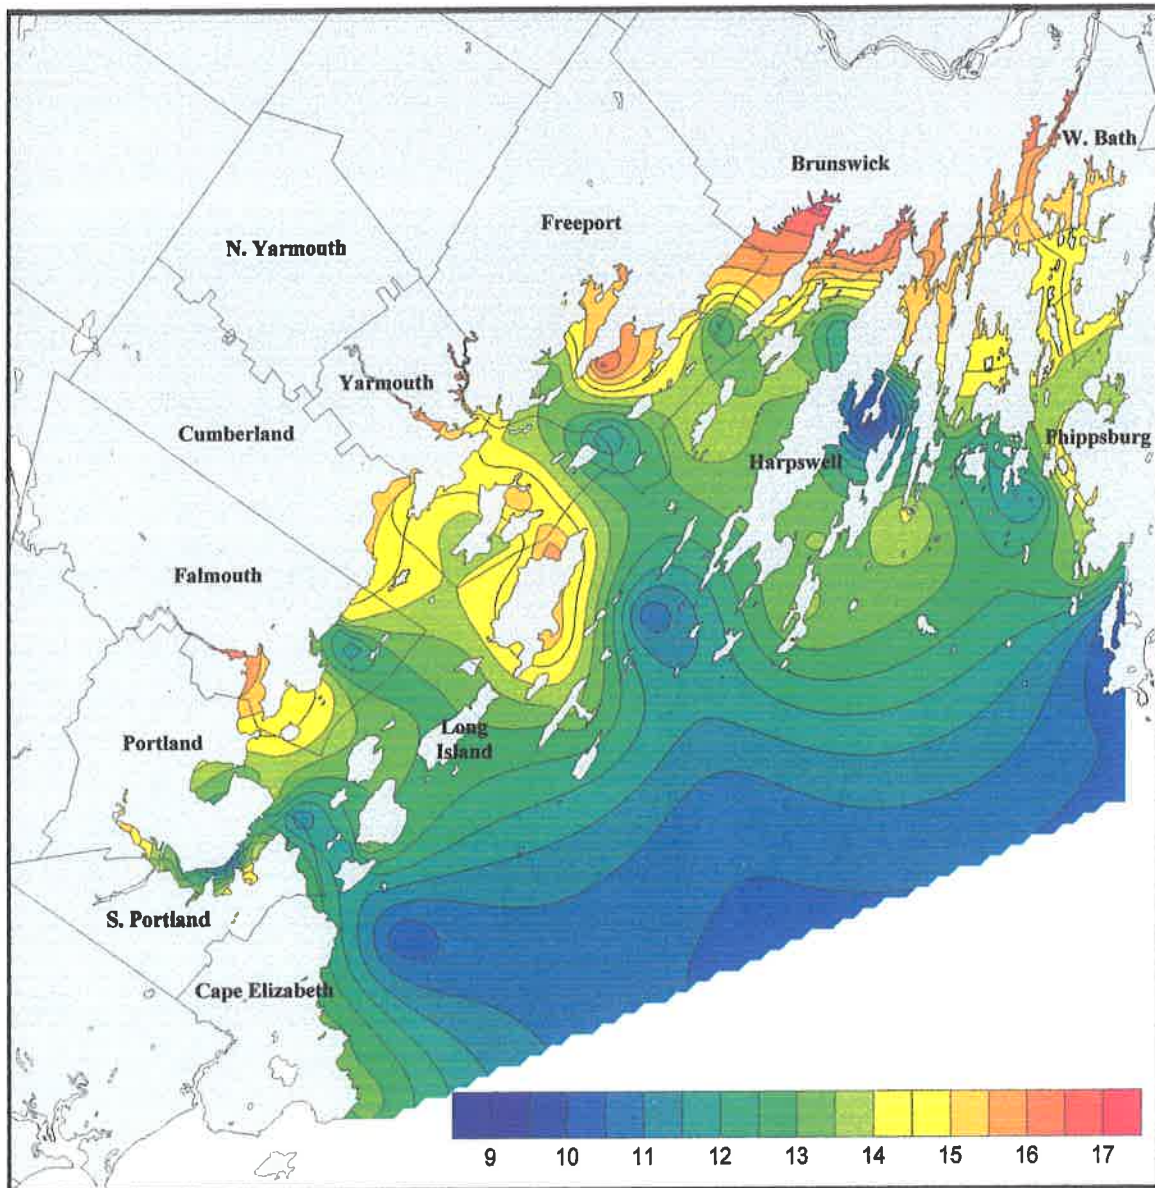 W. Bath
Brunswick
Freeport
N. Yarmouth
Yarmouth
Cumberland
Harpswell
Phippsburg
Falmouth
Portland
Long
Island
S. Portland
Cape Elizabeth
9 10 11 12 13 14 15 16 17